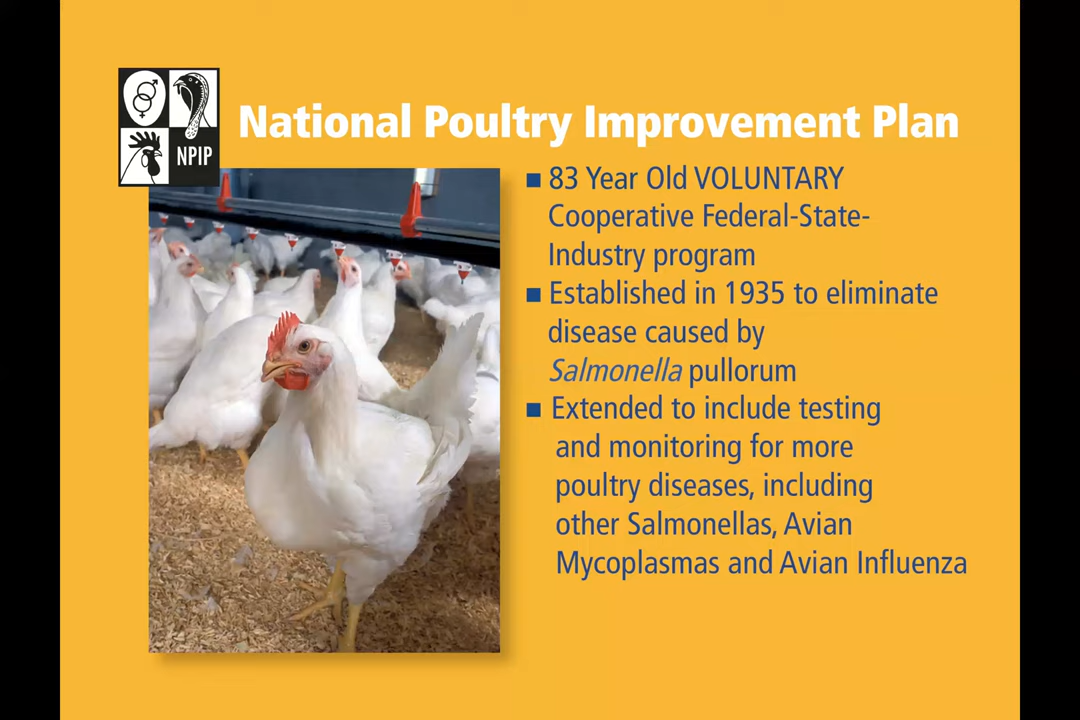 NPIP
National Poultry Improvement Plan
■ 83 Year Old VOLUNTARY
Cooperative Federal-State-
Industry program
■ Established in 1935 to eliminate
disease caused by
Salmonella pullorum
■ Extended to include testing
and monitoring for more
poultry diseases, including
other Salmonellas, Avian
Mycoplasmas and Avian Influenza